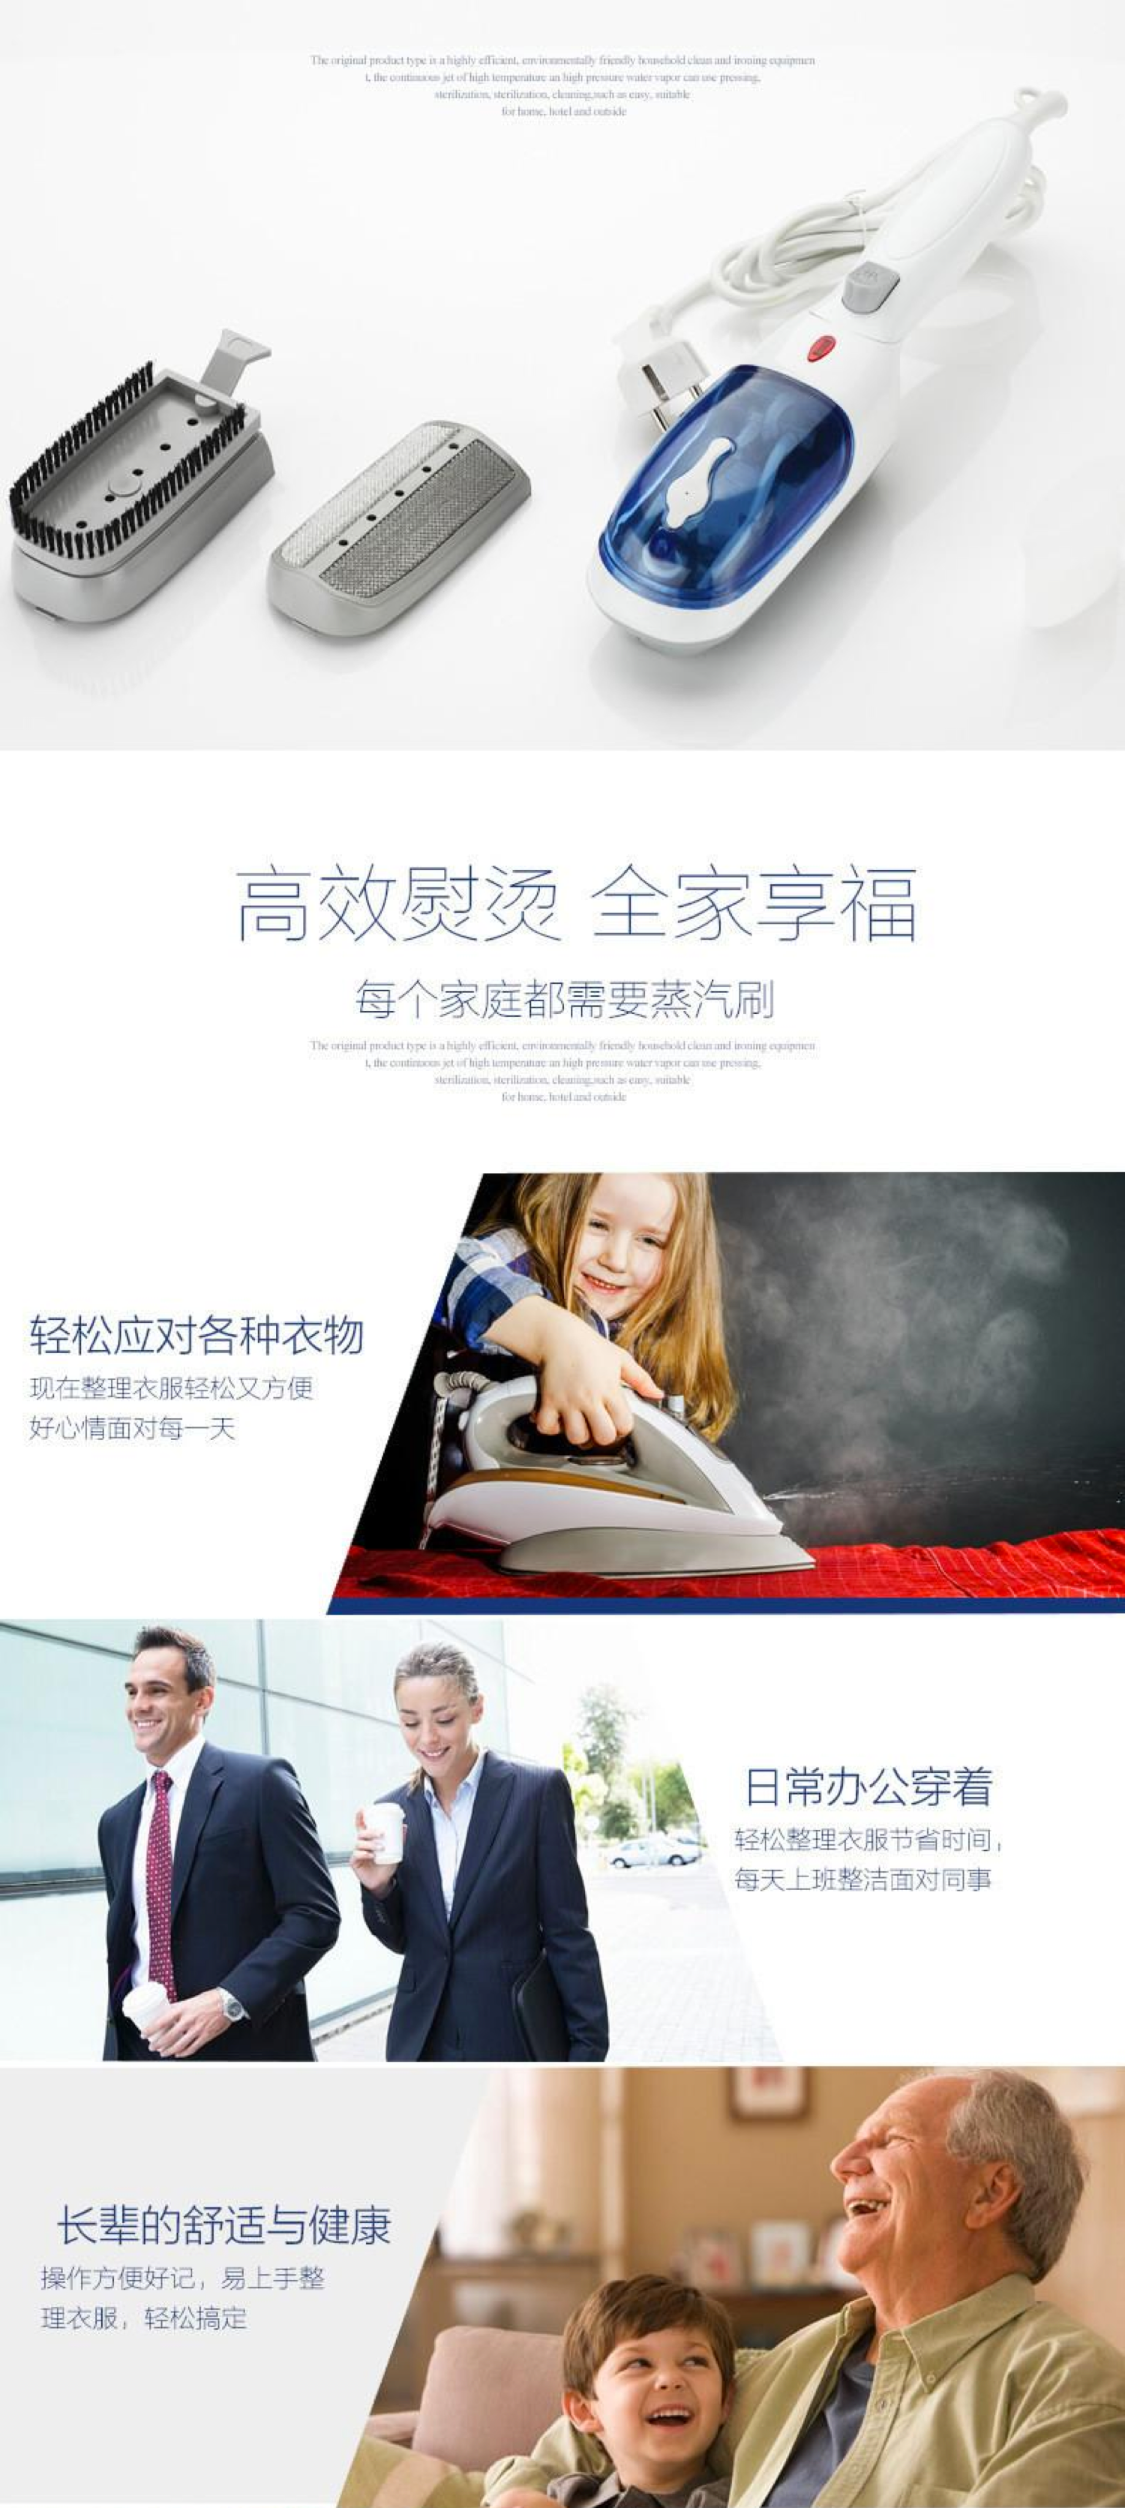 The original product type is a highly efficient, environmentally friendly household clean and ironing equipmen
t, the continuous jet of high temperature an high pressure water vapor can use pressing,
sterilization, sterilization, cleaning,such as easy, suitable
for home, hotel and outside
高效熨烫 全家享福
每个家庭都需要蒸汽刷
The original product type is a highly efficient, environmentally friendly household clean and ironing equipmen
t, the continuous jet of high temperature an high pressure water vapor can use pressing,
sterilization, sterilization, cleaning,such as easy, suitable
for home, hotel and outside
轻松应对各种衣物
现在整理衣服轻松又方便
好心情面对每一天
日常办公穿着
轻松整理衣服节省时间，
每天上班整洁面对同事
长辈的舒适与健康
操作方便好记，易上手整
理衣服，轻松搞定